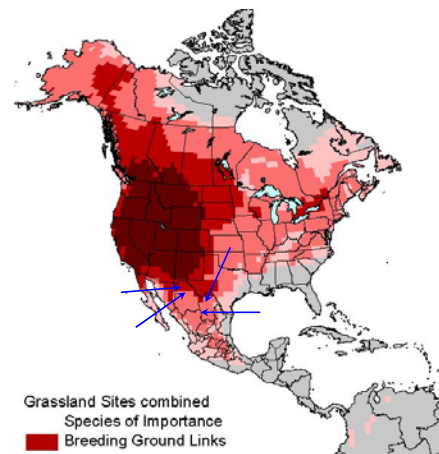 Grassland Sites combined
Species of Importance
Breeding Ground Links